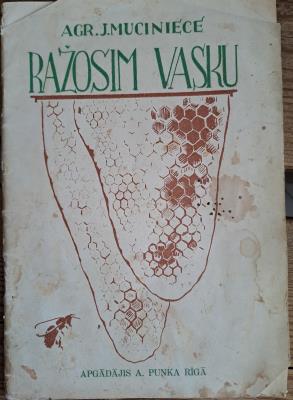 AGR. J. MUCINIECE
RAŽOSIM VASKU
APGĀDĀJIS A. PUNKA RĪGĀ